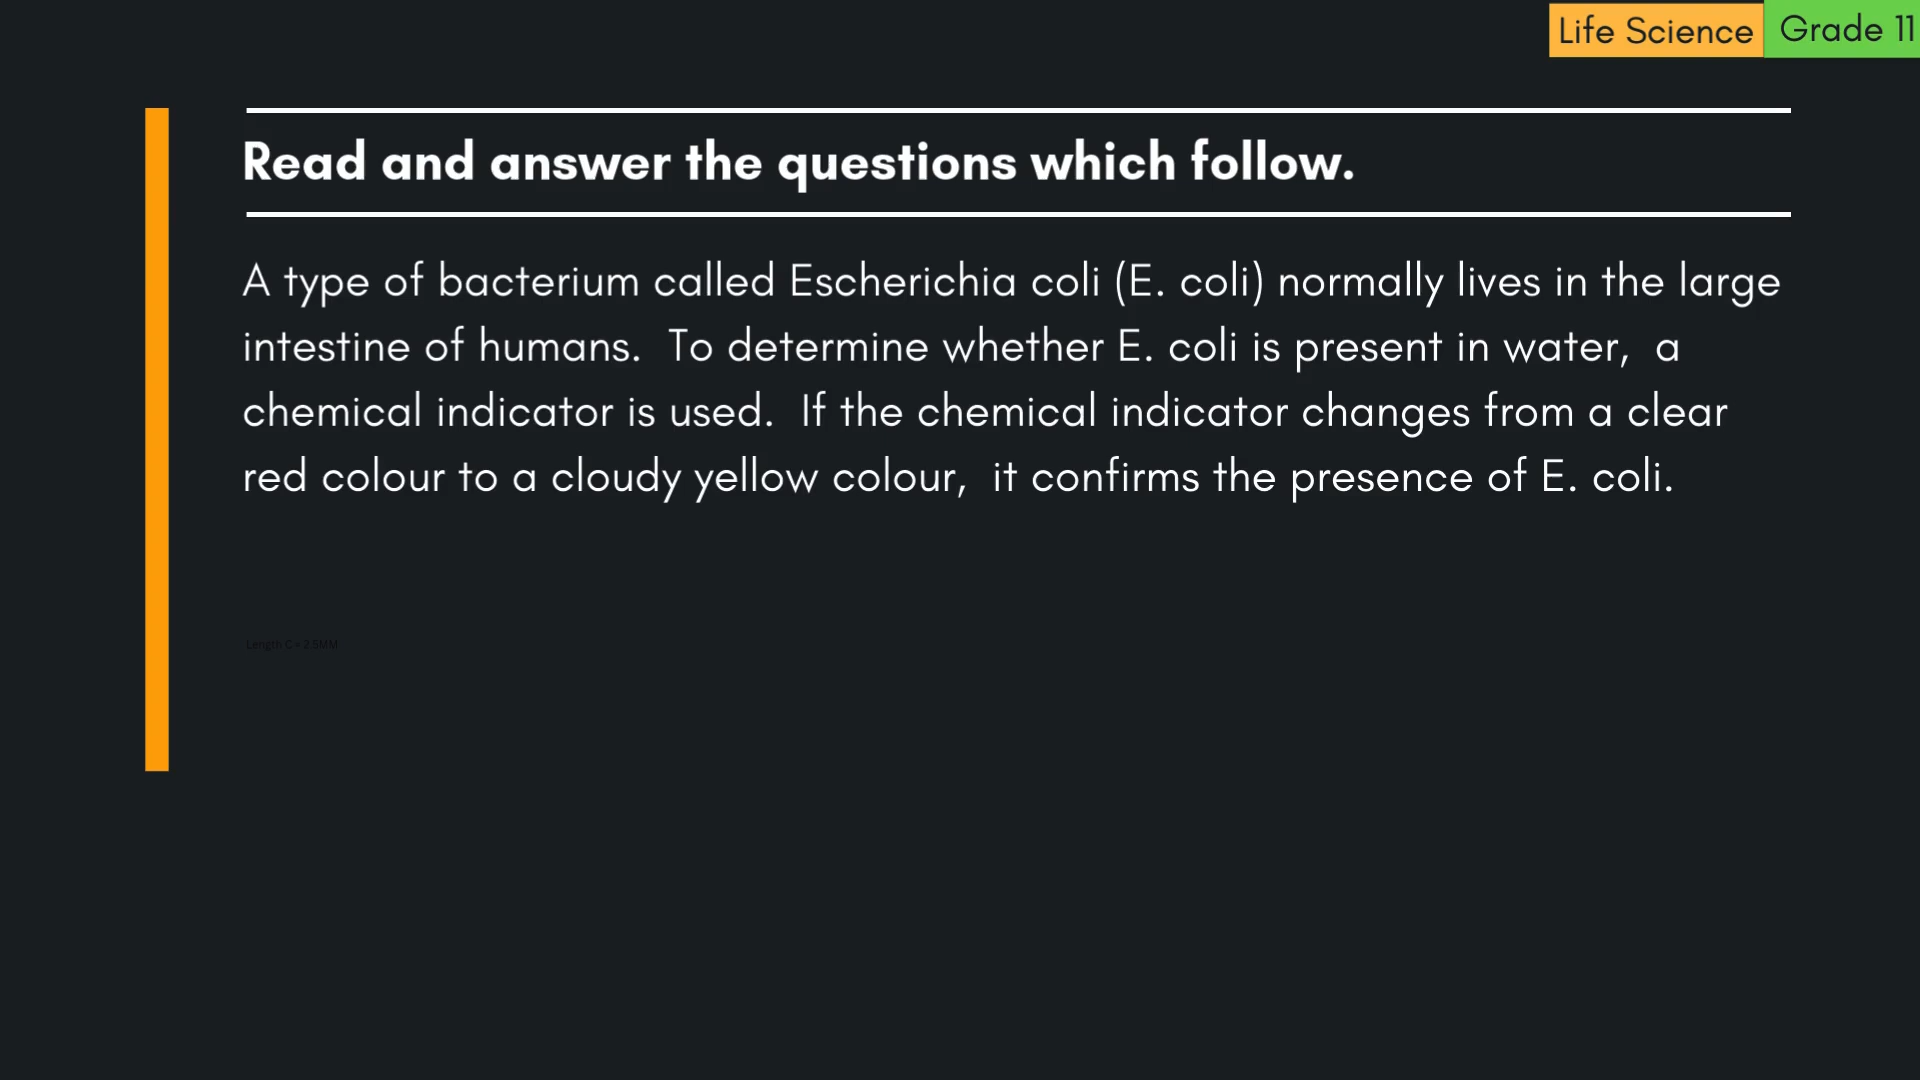 Life Science Grade 11
Read and answer the questions which follow.
A type of bacterium called Escherichia coli (E. coli) normally lives in the large
intestine of humans.  To determine whether E. coli is present in water,  a
chemical indicator is used.  If the chemical indicator changes from a clear
red colour to a cloudy yellow colour,  it confirms the presence of E. coli.
Length C = 2.5MM